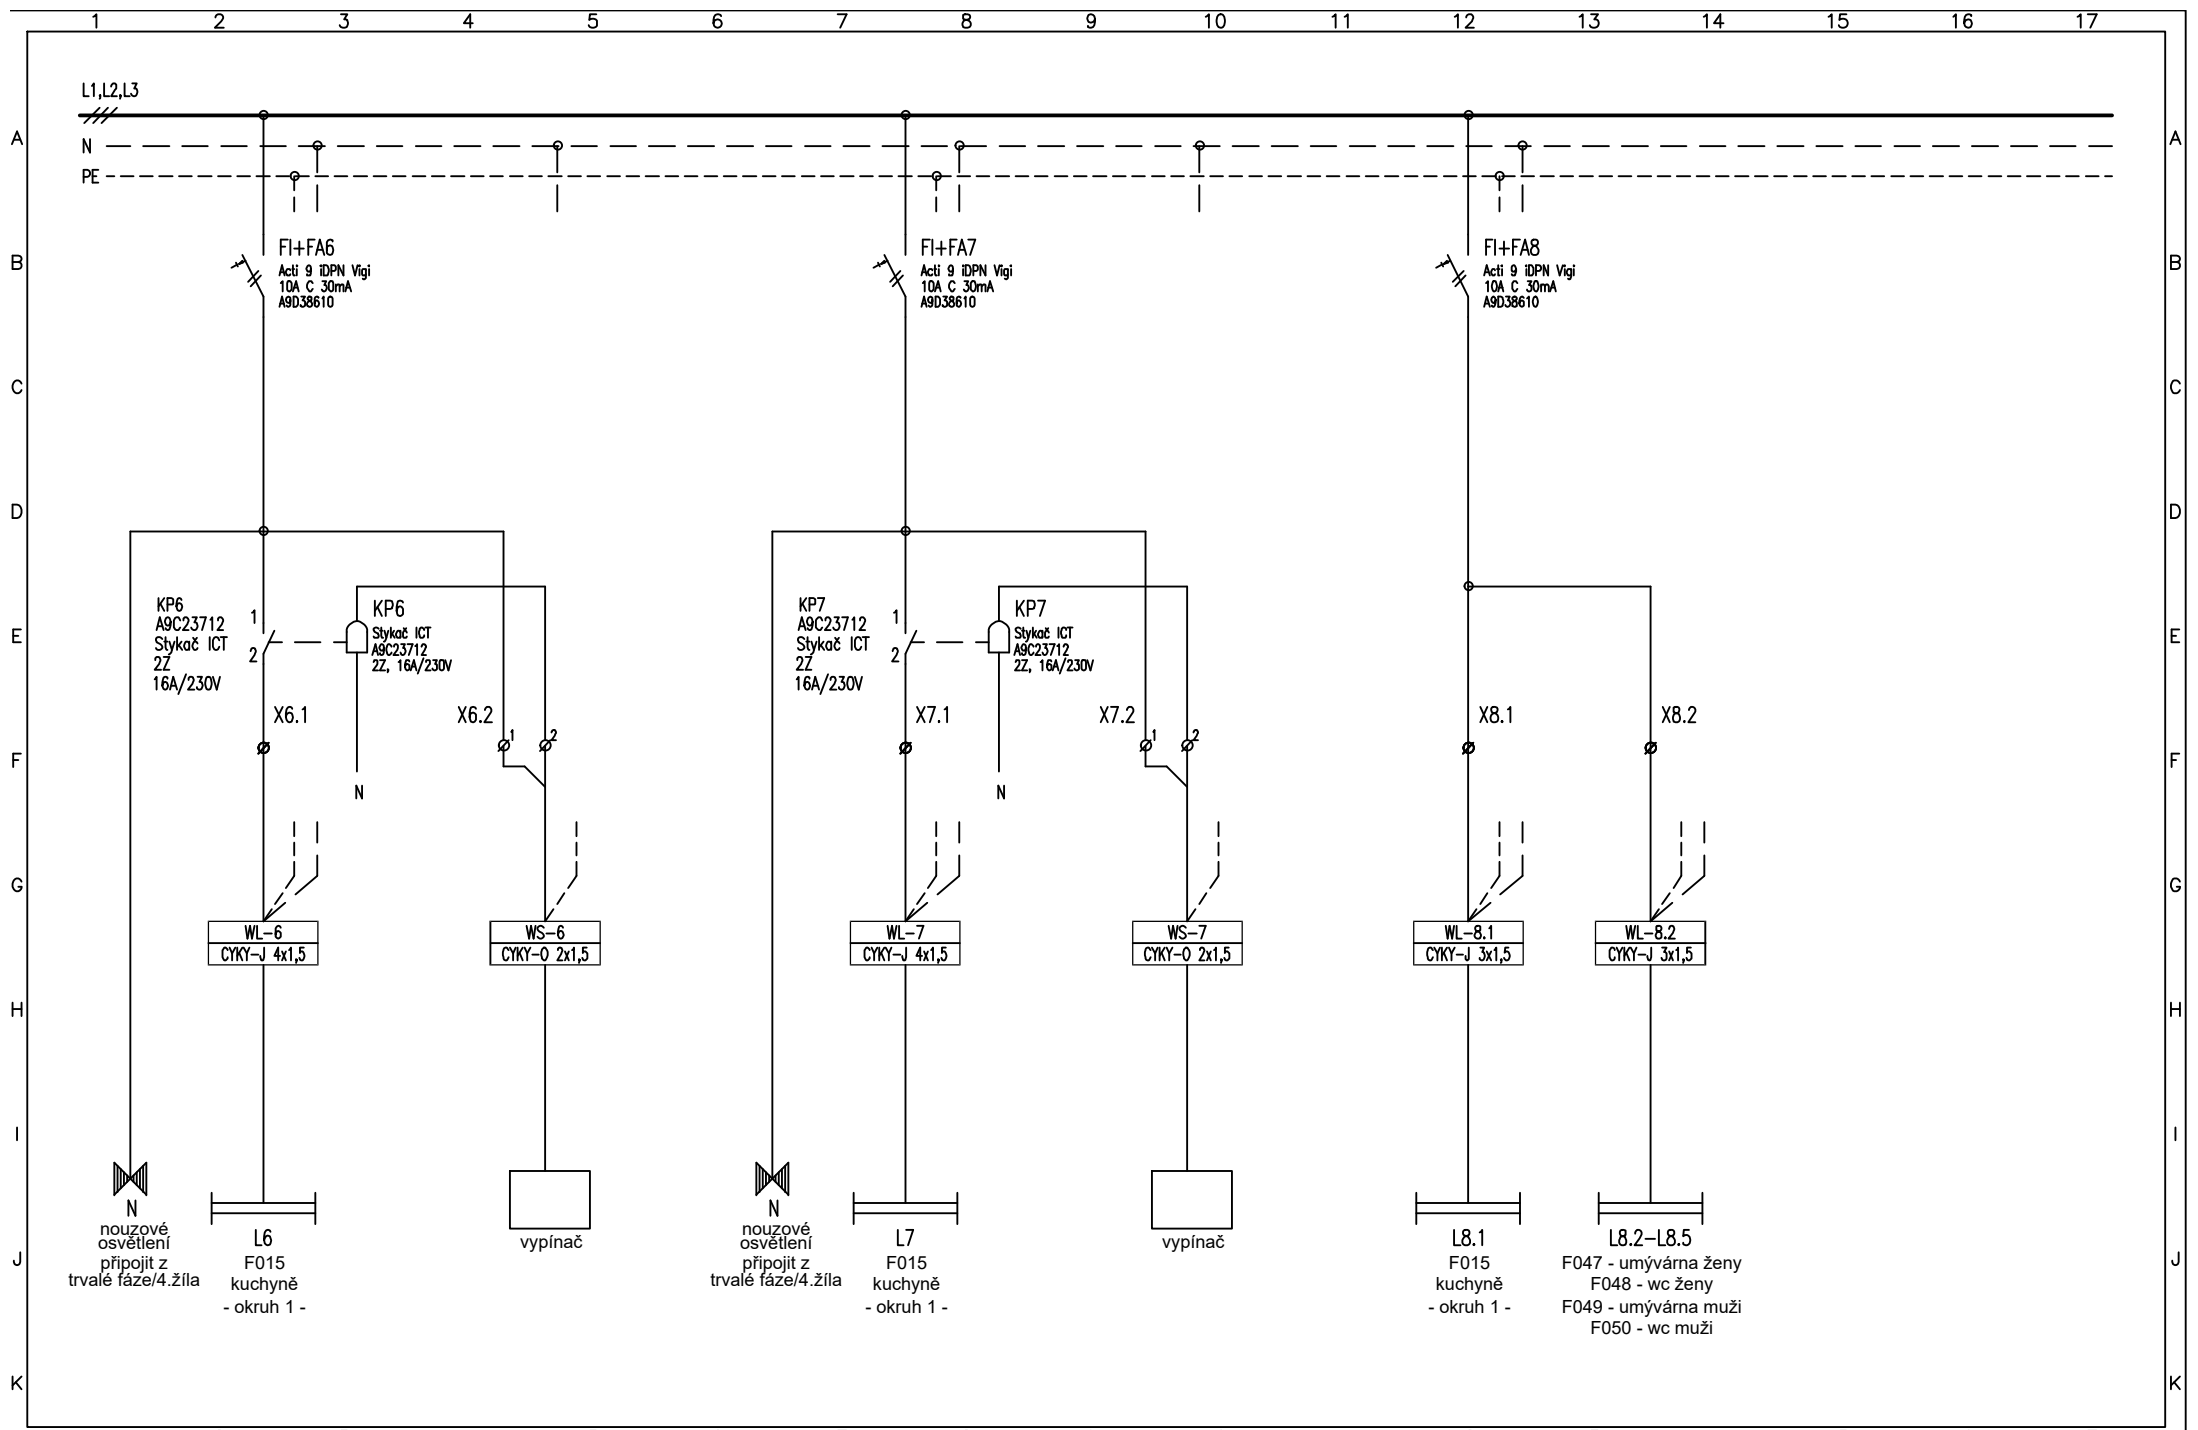 1 2 3 4 5 6 7 8 9 10 11 12 13 14 15 16 17
L1,L2,L3
A A
N
PE
B B
FI+FA6
Acti 9 iDPN Vigi
10A C 30mA
A9D38610
FI+FA7
Acti 9 iDPN Vigi
10A C 30mA
A9D38610
FI+FA8
Acti 9 iDPN Vigi
10A C 30mA
A9D38610
C C
D D
E E
KP6
A9C23712
Stykač ICT
2Z
16A/230V
1
2
KP6
Stykač ICT
A9C23712
2Z, 16A/230V
KP7
A9C23712
Stykač ICT
2Z
16A/230V
1
2
KP7
Stykač ICT
A9C23712
2Z, 16A/230V
X6.1
X6.2
X7.1
X7.2
X8.1
X8.2
F F
1 2
1 2
N
N
G G
WL-6
CYKY-J 4x1,5
WS-6
CYKY-O 2x1,5
WL-7
CYKY-J 4x1,5
WS-7
CYKY-O 2x1,5
WL-8.1
CYKY-J 3x1,5
WL-8.2
CYKY-J 3x1,5
H H
I I
J J
N
nouzové
osvětlení
připojit z
trvalé fáze/4.žíla
L6
F015
kuchyně
- okruh 1 -
vypínač
N
nouzové
osvětlení
připojit z
trvalé fáze/4.žíla
L7
F015
kuchyně
- okruh 1 -
vypínač
L8.1
F015
kuchyně
- okruh 1 -
L8.2-L8.5
F047 - umývárna ženy
F048 - wc ženy
F049 - umývárna muži
F050 - wc muži
K K